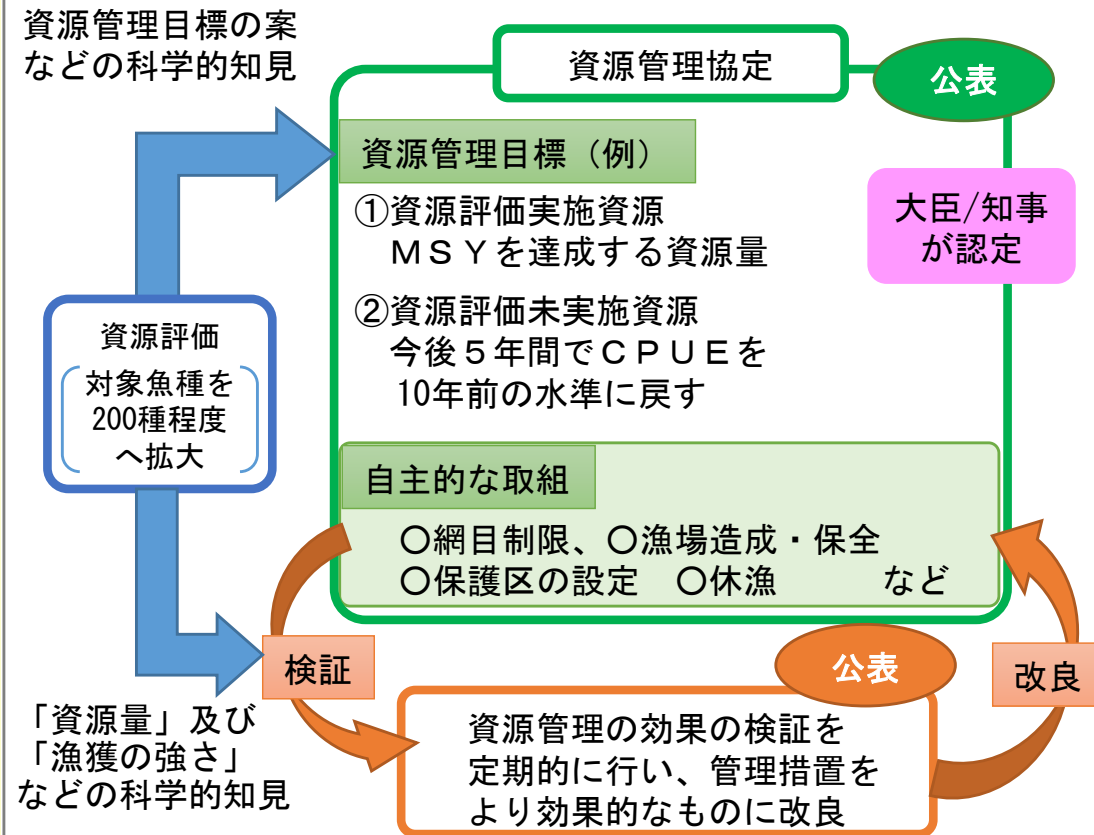 資源管理目標の案
などの科学的知見
資源管理協定
公表
資源管理目標（例）
大臣/知事
が認定
①資源評価実施資源
ＭＳＹを達成する資源量
②資源評価未実施資源
今後５年間でＣＰＵＥを
10年前の水準に戻す
資源評価
対象魚種を
200種程度
へ拡大
自主的な取組
○網目制限、○漁場造成・保全
○保護区の設定　○休漁　　　など
検証
公表
改良
「資源量」及び
「漁獲の強さ」
などの科学的知見
資源管理の効果の検証を
定期的に行い、管理措置を
より効果的なものに改良